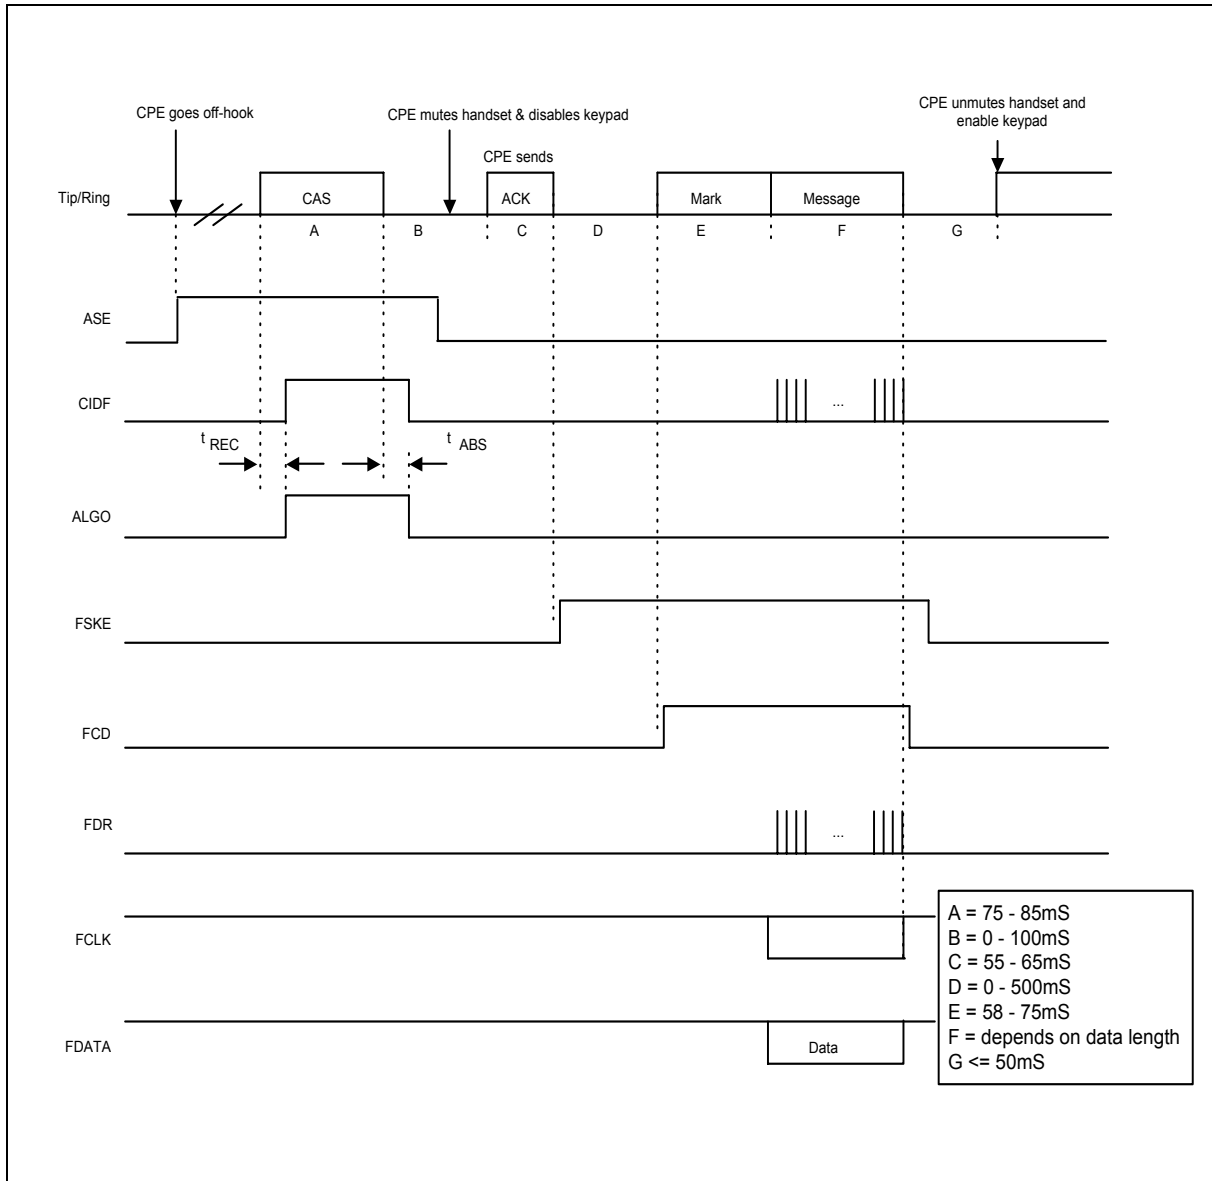 CPE goes off-hook
CPE mutes handset & disables keypad
CPE unmutes handset and
enable keypad
CPE sends
Tip/Ring
CAS
ACK
Mark
Message
A
B
C
D
E
F
G
ASE
CIDF
...
t REC
t ABS
ALGO
FSKE
FCD
FDR
...
FCLK
FDATA
Data
A = 75 - 85mS
B = 0 - 100mS
C = 55 - 65mS
D = 0 - 500mS
E = 58 - 75mS
F = depends on data length
G <= 50mS